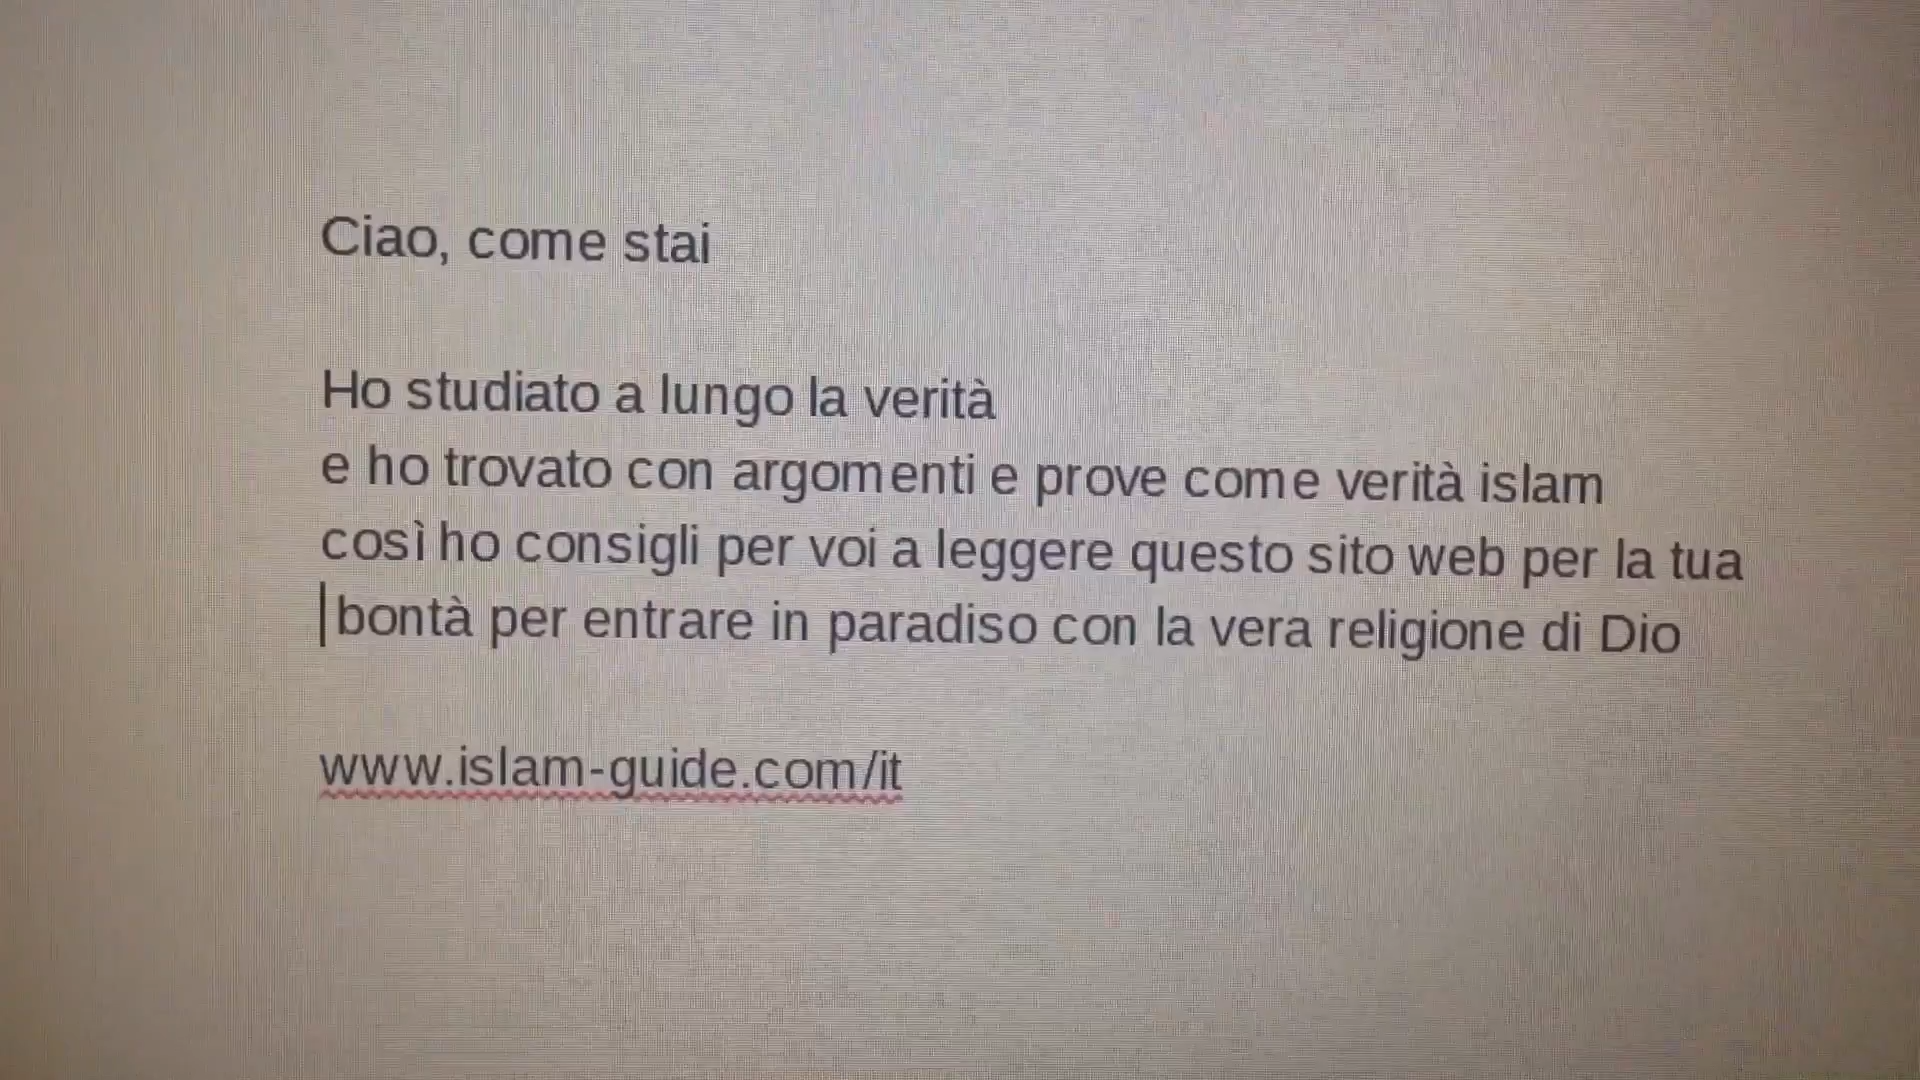 Ciao, come stai
Ho studiato a lungo la verità
e ho trovato con argomenti e prove come verità islam
così ho consigli per voi a leggere questo sito web per la tua
bontà per entrare in paradiso con la vera religione di Dio
www.islam-guide.com/it